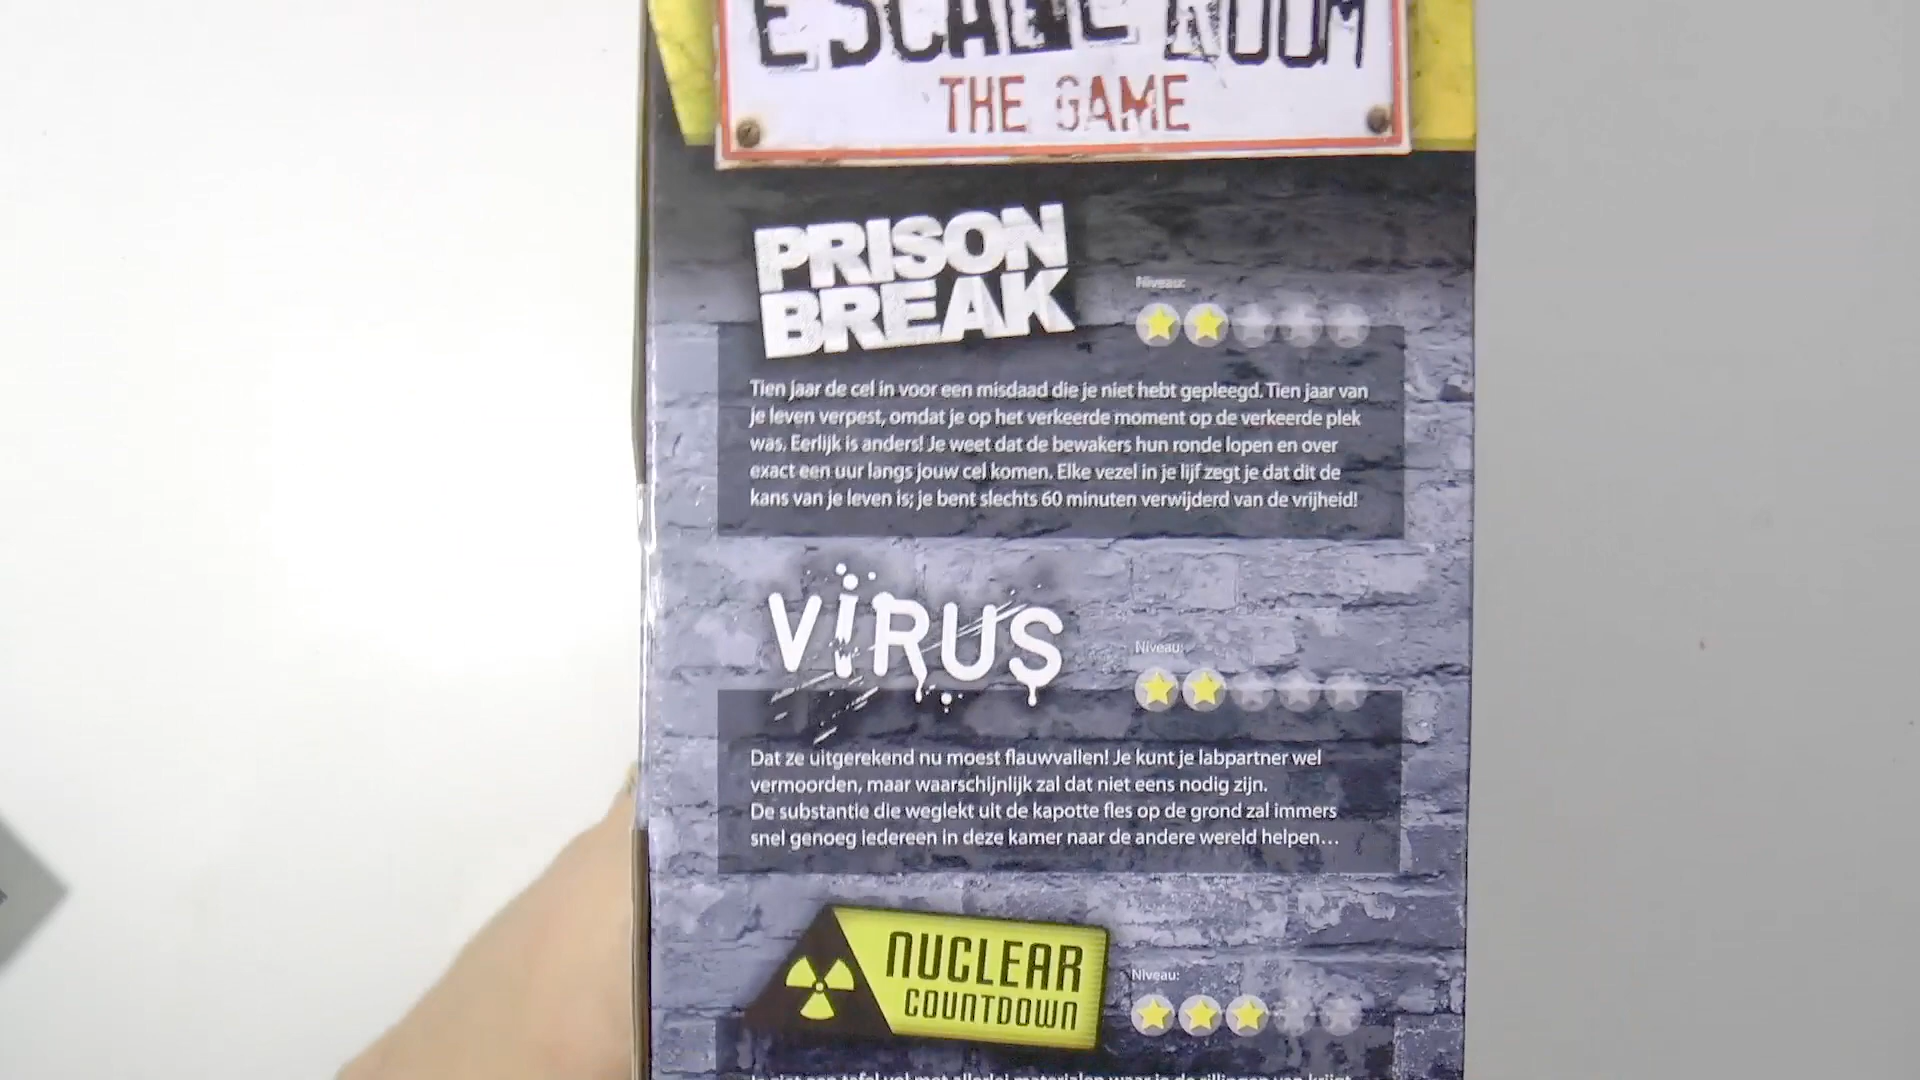 ESCAPE ROOM
THE GAME
PRISON
BREAK
Niveau:
Tien jaar de cel in voor een misdaad die je niet hebt gepleegd. Tien jaar van
je leven verpest, omdat je op het verkeerde moment op de verkeerde plek
was. Eerlijk is anders! Je weet dat de bewakers hun ronde lopen en over
exact een uur langs jouw cel komen. Elke vezel in je lijf zegt je dat dit de
kans van je leven is; je bent slechts 60 minuten verwijderd van de vrijheid!
VIRUS
Niveau:
Dat ze uitgerekend nu moest flauwvallen! Je kunt je labpartner wel
vermoorden, maar waarschijnlijk zal dat niet eens nodig zijn.
De substantie die weglekt uit de kapotte fles op de grond zal immers
snel genoeg iedereen in deze kamer naar de andere wereld helpen...
NUCLEAR
COUNTDOWN
Niveau: